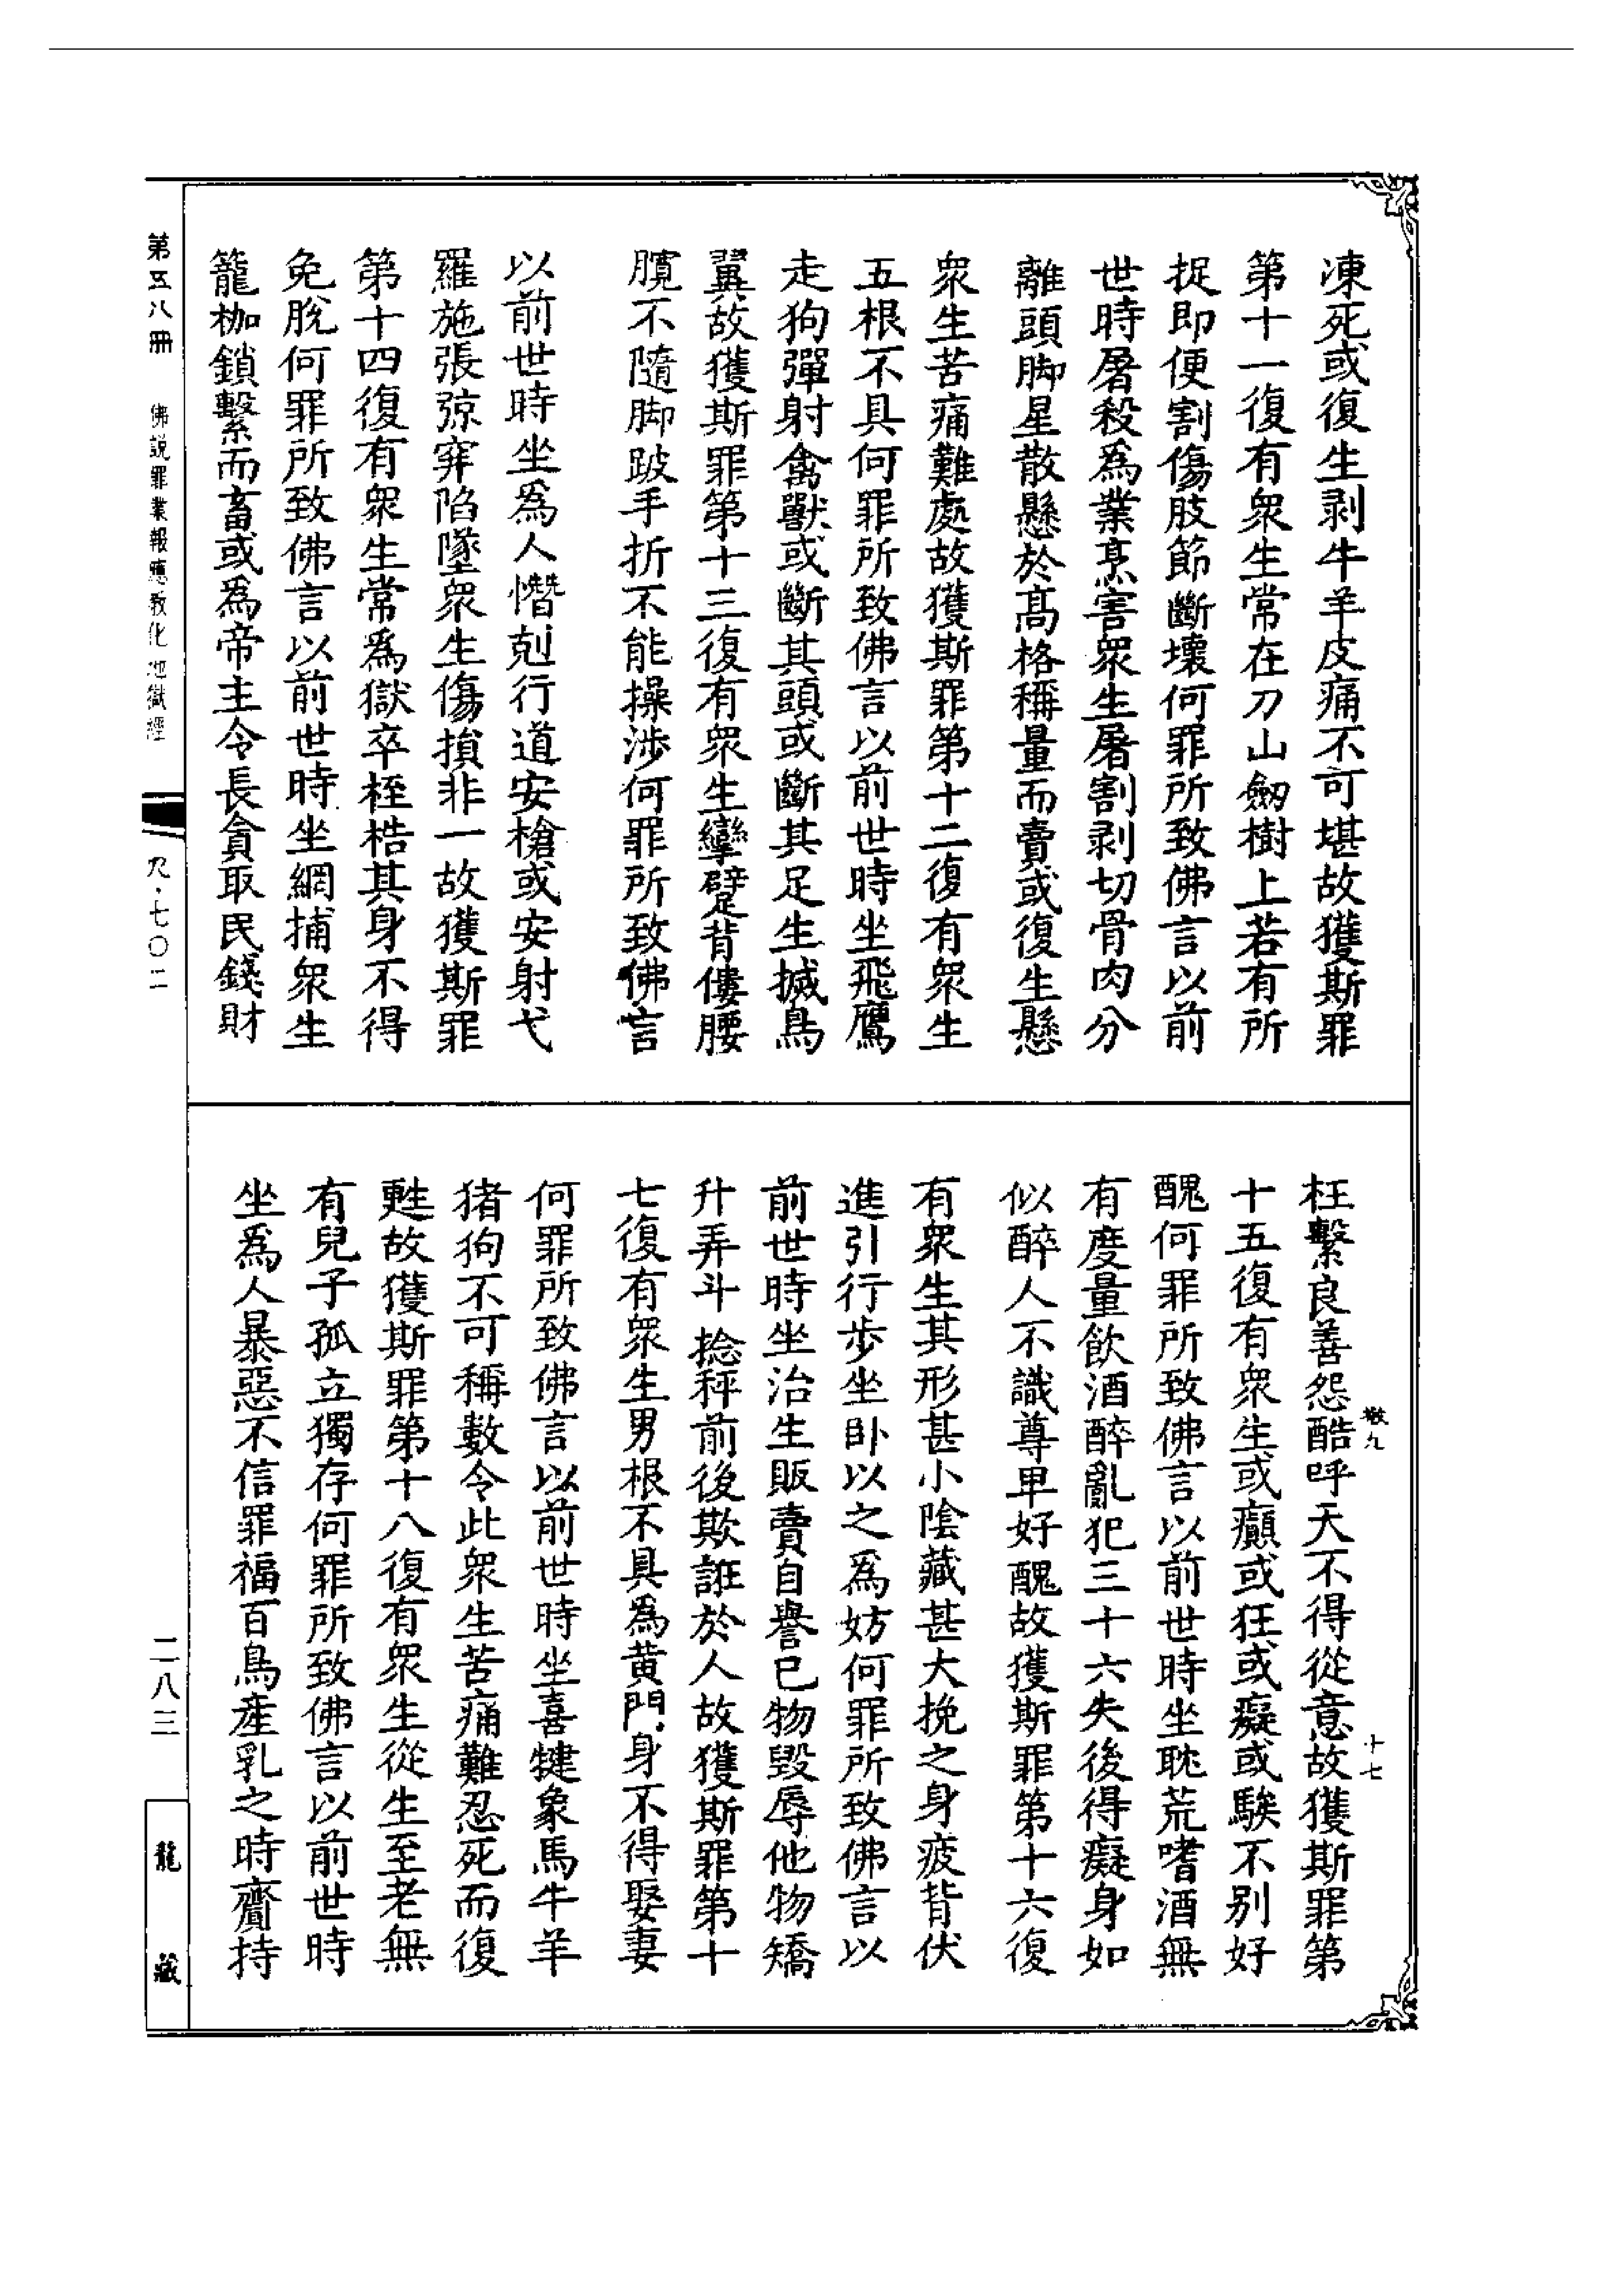 凍死或復生剥牛羊皮痛不可堪故獲斯罪
第十一復有衆生常在刀山劒樹上若有所
捉即便割傷肢節斷壞何罪所致佛言以前
世時屠殺爲業烹害衆生屠割剥切骨肉分
離頭脚星散懸於髙格稱量而賣或復生懸
衆生苦痛難處故獲斯罪第十二復有衆生
五根不具何罪所致佛言以前世時坐飛鷹
走狗彈射禽獸或斷其頭或斷其足生搣鳥
翼故獲斯罪第十三復有衆生攣躄背僂腰
臗不隨脚跛手折不能操涉何罪所致佛言
以前世時坐爲人憯剋行道安槍或安射弋
羅施張弶穽陷墜衆生傷損非一故獲斯罪
第十四復有衆生常爲獄卒桎梏其身不得
免脫何罪所致佛言以前世時坐網捕衆生
籠枷鎖繫而畜或爲帝主令長貪取民錢財
枉繫良善怨酷呼天不得從意故獲斯罪第
十五復有衆生或癲或狂或癡或騃不别好
醜何罪所致佛言以前世時坐耽荒嗜酒無
有度量飲酒醉亂犯三十六失後得癡身如
似醉人不識尊卑好醜故獲斯罪第十六復
有衆生其形甚小陰藏甚大挽之身疲背伏
進引行步坐卧以之爲妨何罪所致佛言以
前世時坐治生販賣自譽已物毀辱他物矯
升弄斗捻秤前後欺誑於人故獲斯罪第十
七復有衆生男根不具爲黄門身不得娶妻
何罪所致佛言以前世時坐喜犍象馬牛羊
猪狗不可稱數令此衆生苦痛難忍死而復
甦故獲斯罪第十八復有衆生從生至老無
有兒子孤立獨存何罪所致佛言以前世時
坐爲人暴惡不信罪福百鳥產乳之時齎持
敬九
十七
第五八冊
佛說罪業報應教化地獄經
尺·七〇二
二八三
龍藏